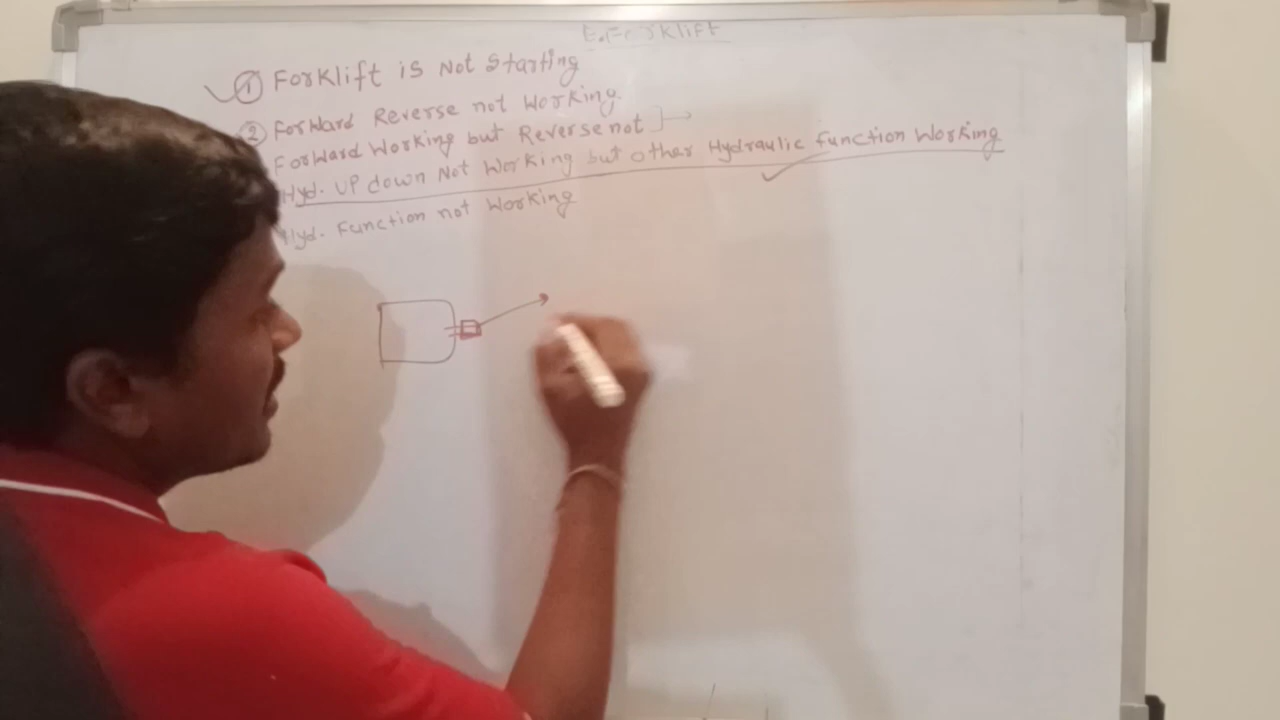 E.Forklift
① Forklift is Not Starting
② Forward Reverse not Working
Forward Working but Reverse not
Hyd. UP down Not Working but other Hydraulic function Working
Hyd. Function not Working